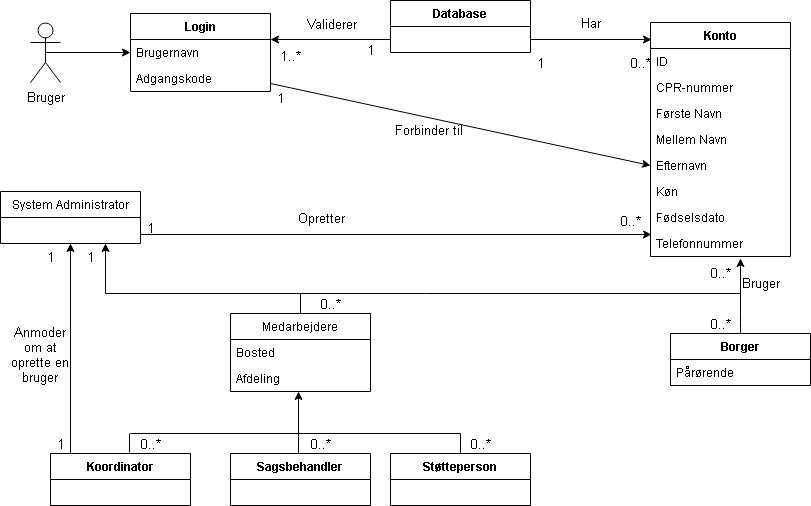 Database
Login
Validerer
Har
Konto
Brugernavn
1
1..*
1
0..*
ID
Adgangskode
CPR-nummer
Bruger
1
Første Navn
Forbinder til
Mellem Navn
Efternavn
Køn
System Administrator
Opretter
Fødselsdato
1
0..*
Telefonnummer
1
1
0..*
Bruger
0..*
Medarbejdere
0..*
Anmoder
om at
oprette en
bruger
Bosted
Borger
Afdeling
Pårørende
1
0..*
0..*
0..*
Koordinator
Sagsbehandler
Støtteperson